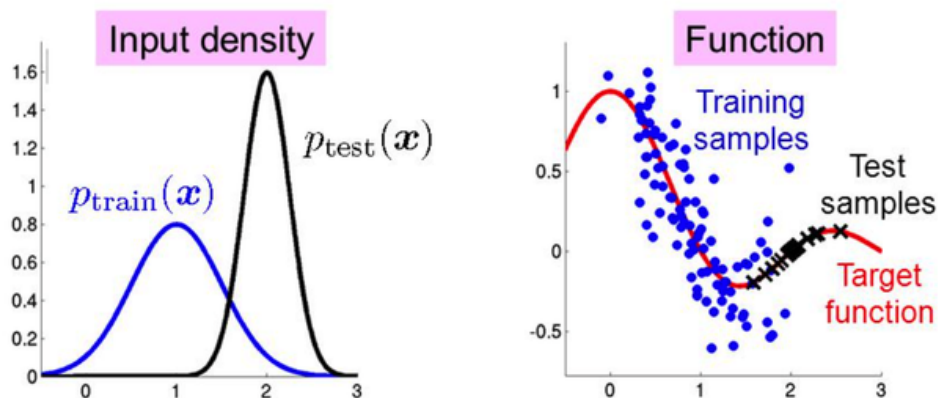 Input density
1.6
1.4
1.2
1
0.8
0.6
0.4
0.2
0
0
1
2
3
p_train(x)
p_test(x)
Function
1
0.5
0
-0.5
0
1
2
3
Training
samples
Test
samples
Target
function